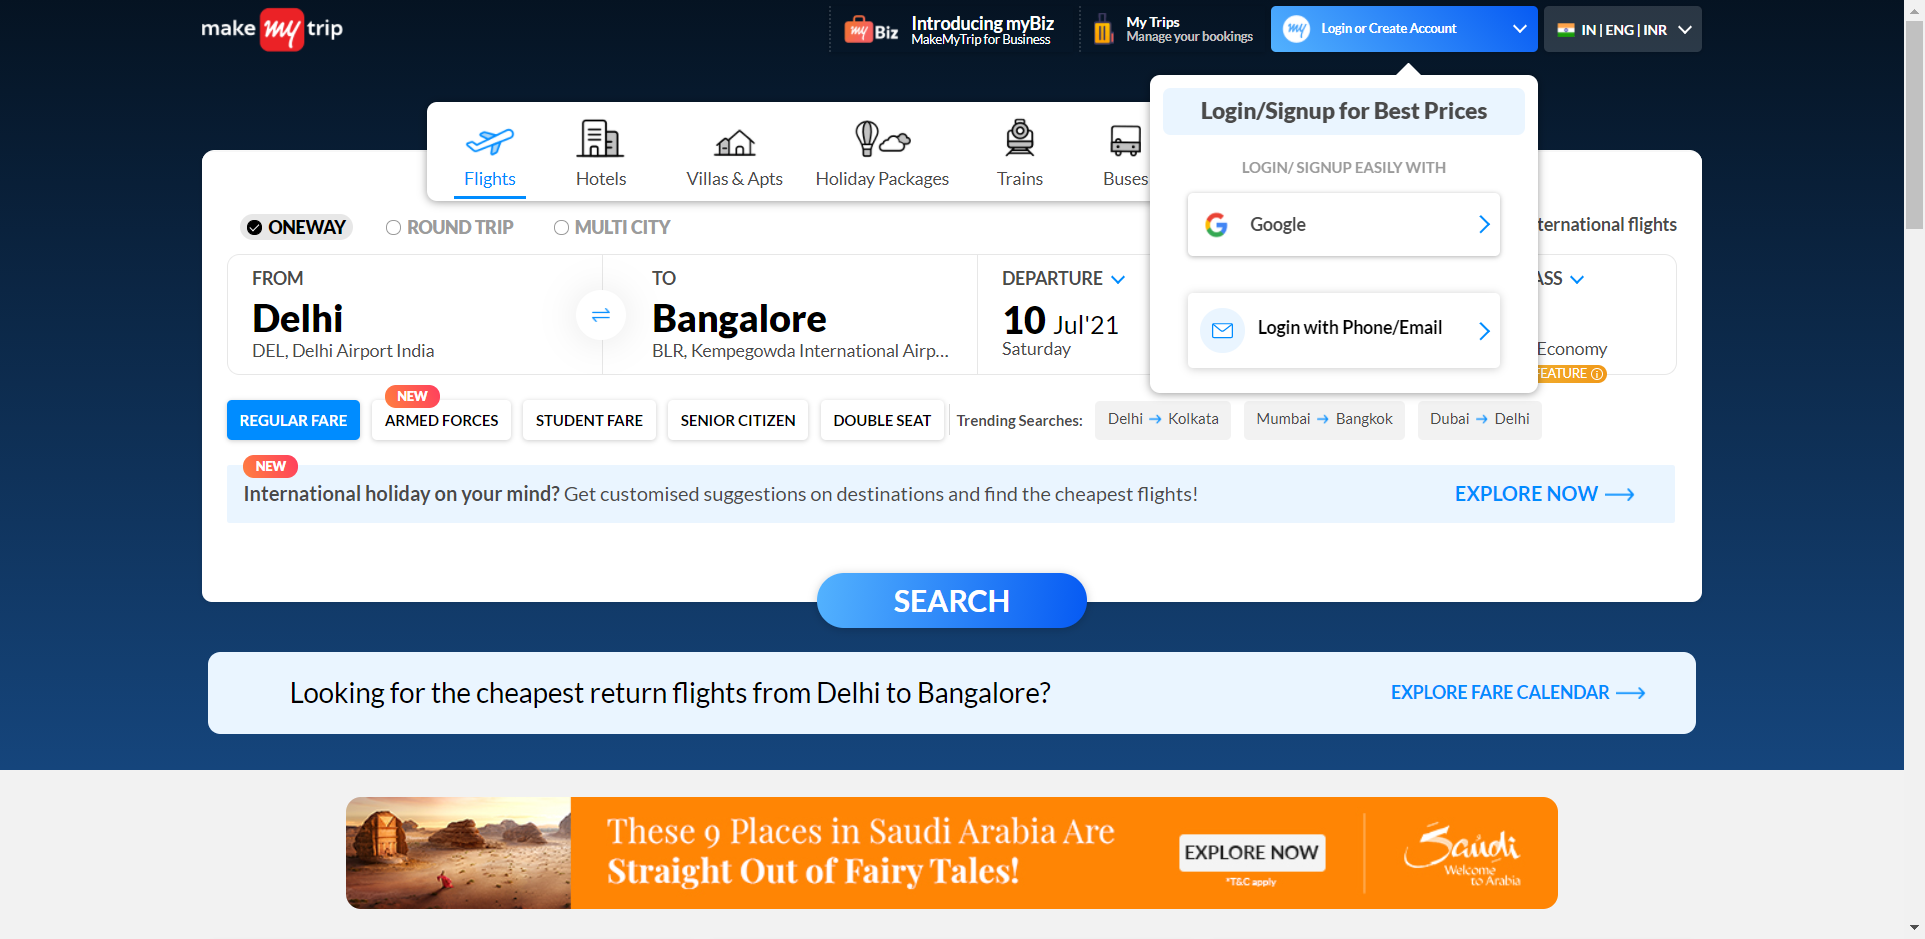 make my trip
my Biz
Introducing myBiz
MakeMyTrip for Business
My Trips
Manage your bookings
my
Login or Create Account
IN | ENG | INR
Login/Signup for Best Prices
LOGIN/ SIGNUP EASILY WITH
Google
Login with Phone/Email
Flights
Hotels
Villas & Apts
Holiday Packages
Trains
Buses
ONEWAY
ROUND TRIP
MULTI CITY
ternational flights
FROM
Delhi
DEL, Delhi Airport India
TO
Bangalore
BLR, Kempegowda International Airp...
DEPARTURE
10 Jul'21
Saturday
ASS
Economy
FEATURE
REGULAR FARE
NEW
ARMED FORCES
STUDENT FARE
SENIOR CITIZEN
DOUBLE SEAT
Trending Searches:
Delhi → Kolkata
Mumbai → Bangkok
Dubai → Delhi
NEW
International holiday on your mind? Get customised suggestions on destinations and find the cheapest flights!
EXPLORE NOW
SEARCH
Looking for the cheapest return flights from Delhi to Bangalore?
EXPLORE FARE CALENDAR
These 9 Places in Saudi Arabia Are
Straight Out of Fairy Tales!
EXPLORE NOW
*T&C apply
Saudi
Welcome
to Arabia